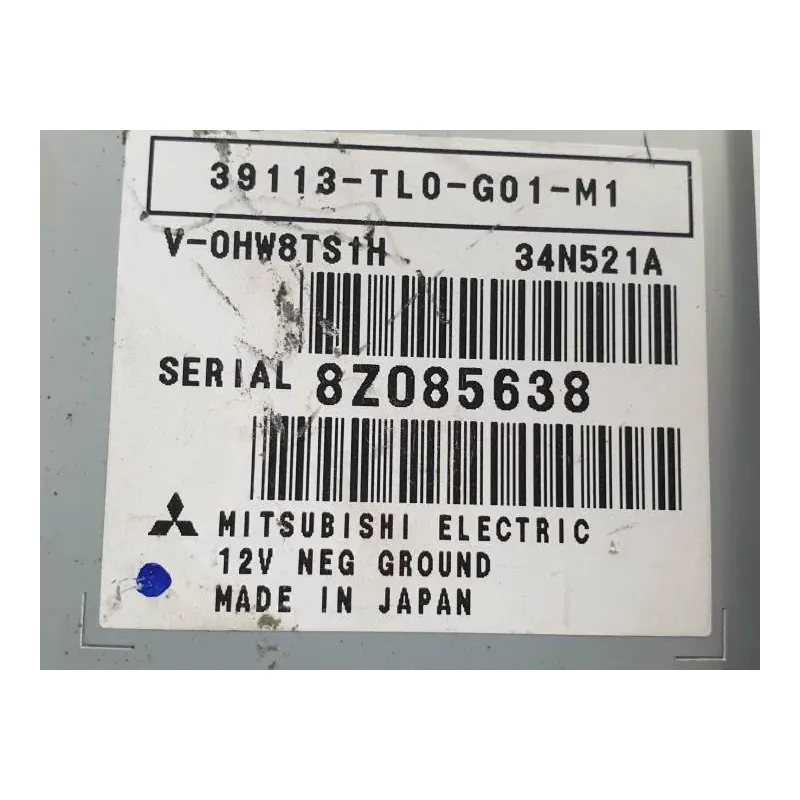 39113-TL0-G01-M1
V-0HW8TS1H 34N521A
SERIAL 8Z085638
MITSUBISHI ELECTRIC
12V NEG GROUND
MADE IN JAPAN